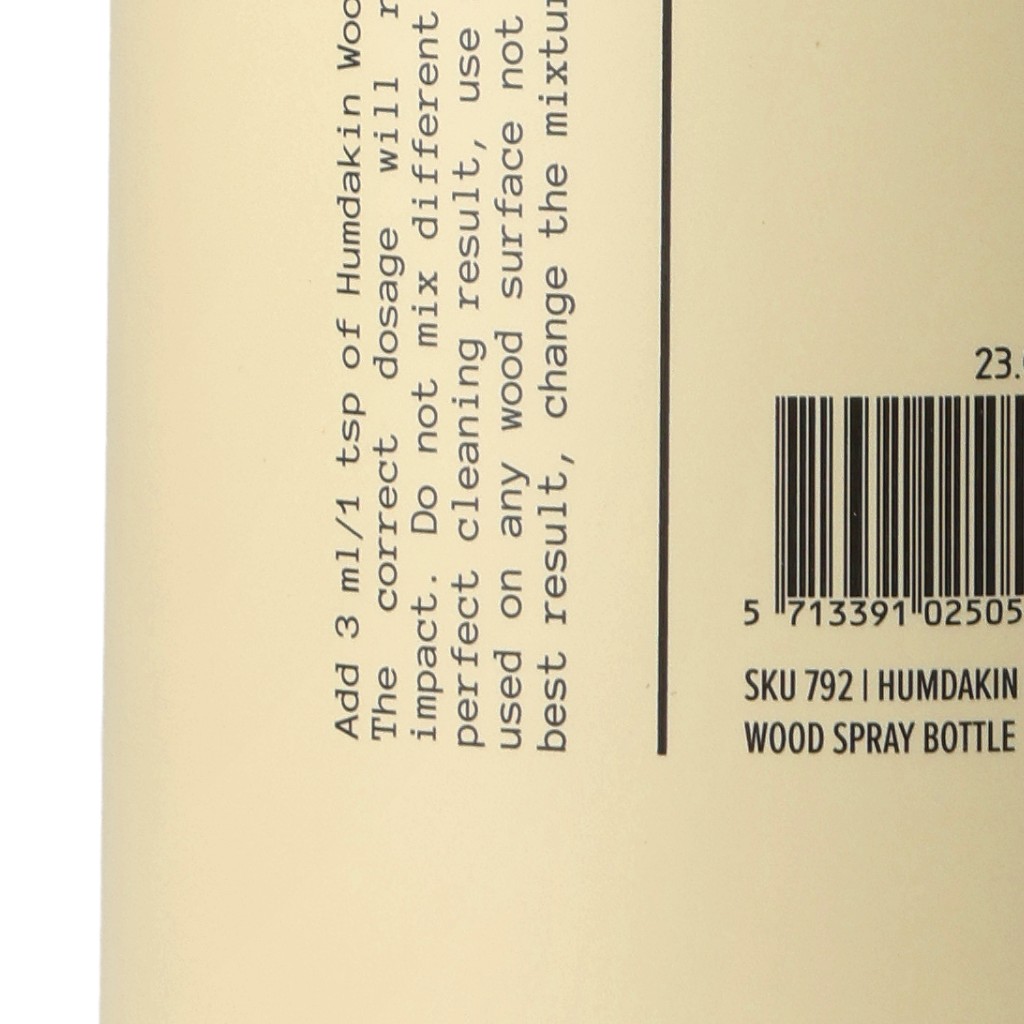 Add 3 ml/1 tsp of Humdakin
The correct dosage will
impact. Do not mix different
perfect cleaning result, use
used on any wood surface not
best result, change the
23.
5 713391 02505
SKU 792 | HUMDAKIN
WOOD SPRAY BOTTLE